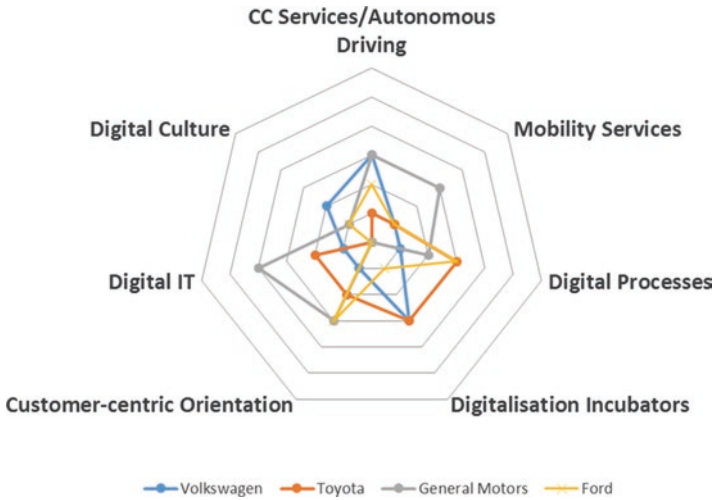 CC Services/Autonomous
Driving
Digital Culture
Mobility Services
Digital IT
Digital Processes
Customer-centric Orientation
Digitalisation Incubators
Volkswagen
Toyota
General Motors
Ford